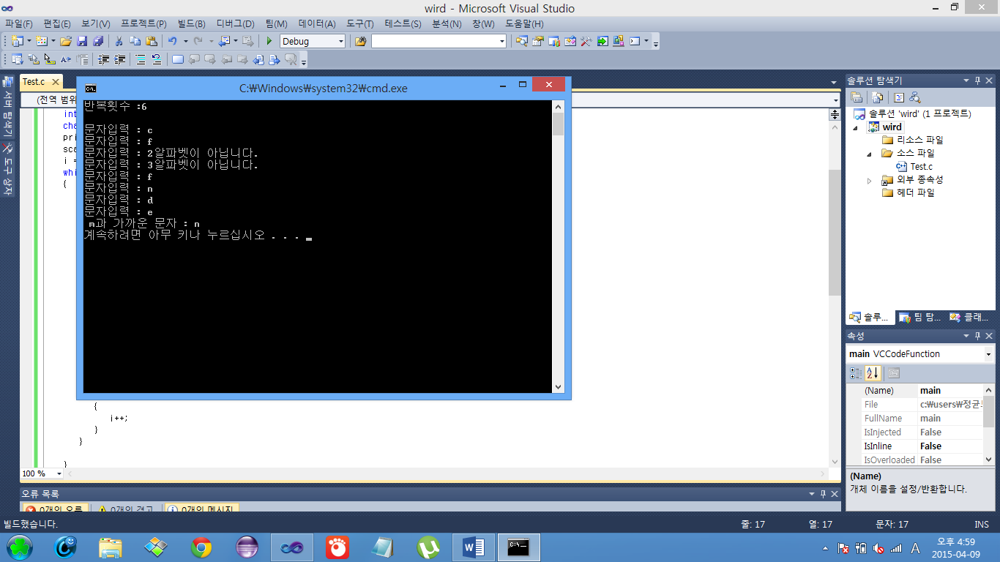 wird - Microsoft Visual Studio
파일(F) 편집(E) 보기(V) 프로젝트(P) 빌드(B) 디버그(D) 팀(M) 데이터(A) 도구(T) 테스트(S) 분석(N) 창(W) 도움말(H)
Debug
서버 탐색기
도구 상자
Test.c
(전역 범위
int
cha
pri
sca
i =
whi
{
C:₩Windows₩system32₩cmd.exe
반복횟수 :6
문자입력 : c
문자입력 : f
문자입력 : 2알파벳이 아닙니다.
문자입력 : 3알파벳이 아닙니다.
문자입력 : f
문자입력 : n
문자입력 : d
문자입력 : e
m과 가까운 문자 : n
계속하려면 아무 키나 누르십시오 . . .
{
i++;
}
}
}
100 %
오류 목록
0개의 오류 0개의 경고 0개의 메시지
솔루션 탐색기
솔루션 'wird' (1 프로젝트)
wird
리소스 파일
소스 파일
Test.c
외부 종속성
헤더 파일
솔루... 팀 탐... 클래...
속성
main VCCodeFunction
(Name) main
File c:₩users₩정균
FullName main
IsInjected False
IsInline False
IsOverloaded False
(Name)
개체 이름을 설정/반환합니다.
빌드했습니다. 줄: 17 열: 17 문자: 17 INS
A
오후 4:59
2015-04-09